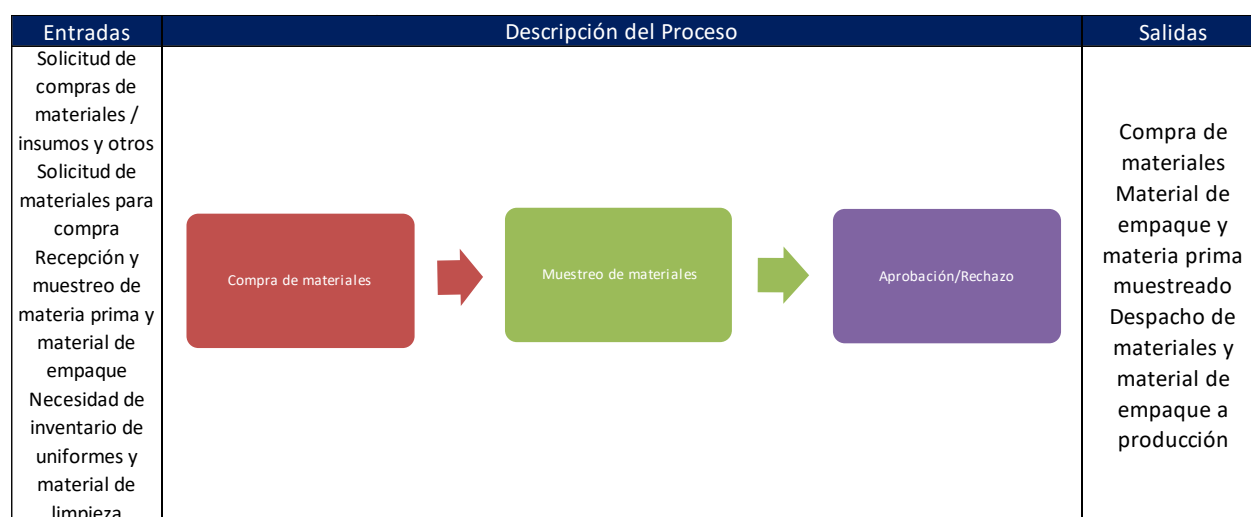 Entradas
Descripción del Proceso
Salidas
Solicitud de
compras de
materiales /
insumos y otros
Solicitud de
materiales para
compra
Recepción y
muestreo de
materia prima y
material de
empaque
Necesidad de
inventario de
uniformes y
material de
limpieza
Compra de materiales
Muestreo de materiales
Aprobación/Rechazo
Compra de
materiales
Material de
empaque y
materia prima
muestreado
Despacho de
materiales y
material de
empaque a
producción